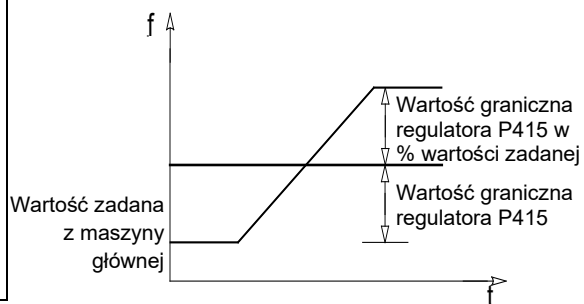 f
Wartość graniczna
regulatora P415 w
% wartości zadanej
Wartość graniczna
regulatora P415
Wartość zadana
z maszyny
głównej
t